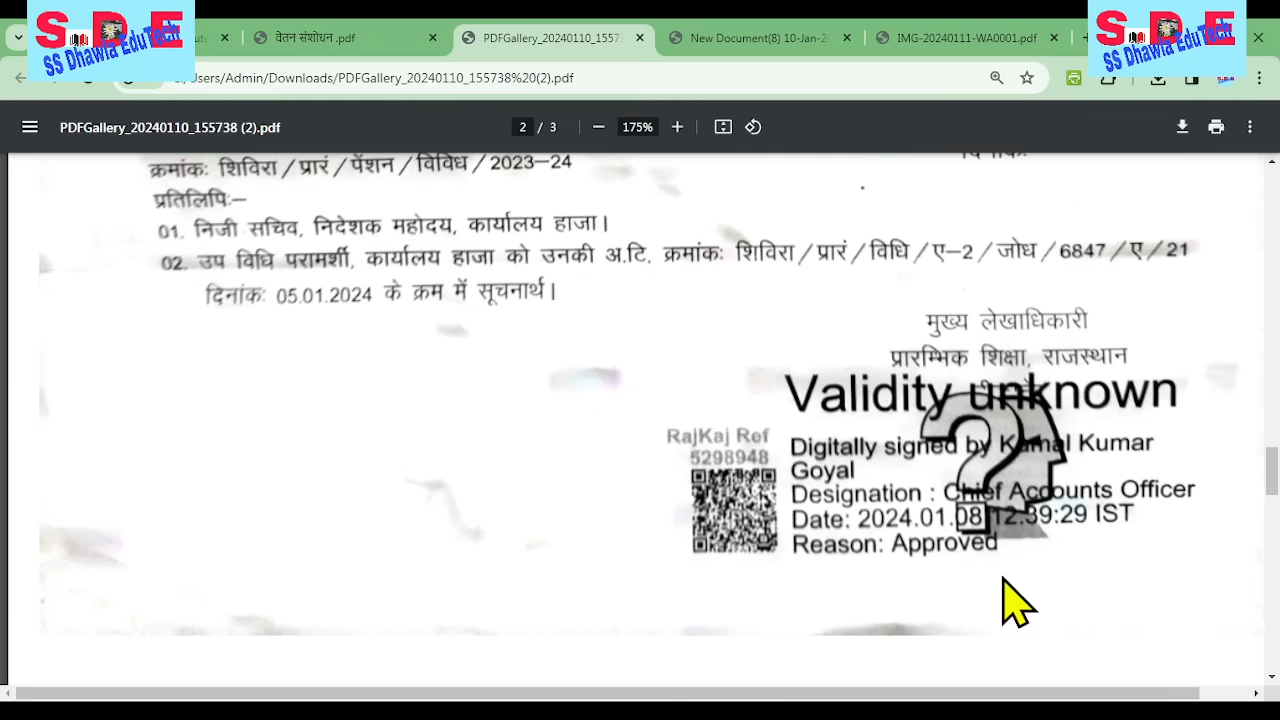 S D E
SS Dhawla EduTech
वेतन संशोधन .pdf
PDFGallery_20240110_1557
New Document(8) 10-Jan-2
IMG-20240111-WA0001.pdf
S D E
SS Dhawla EduTech
/Users/Admin/Downloads/PDFGallery_20240110_155738%20(2).pdf
PDFGallery_20240110_155738 (2).pdf
2 / 3
175%
क्रमांकः शिविरा/प्रारं/पेंशन/विविध/2023–24
दिनांकः
प्रतिलिपिः–
01. निजी सचिव, निदेशक महोदय, कार्यालय हाजा।
02. उप विधि परामर्शी, कार्यालय हाजा को उनकी अ.टि. क्रमांकः शिविरा/प्रारं/विधि/ए–2/जोध/6847/ए/21
दिनांकः 05.01.2024 के क्रम में सूचनार्थ।
मुख्य लेखाधिकारी
प्रारम्भिक शिक्षा, राजस्थान
Validity unknown
RajKaj Ref
5298948
Digitally signed by Kamal Kumar
Goyal
Designation : Chief Accounts Officer
Date: 2024.01.08 12:39:29 IST
Reason: Approved